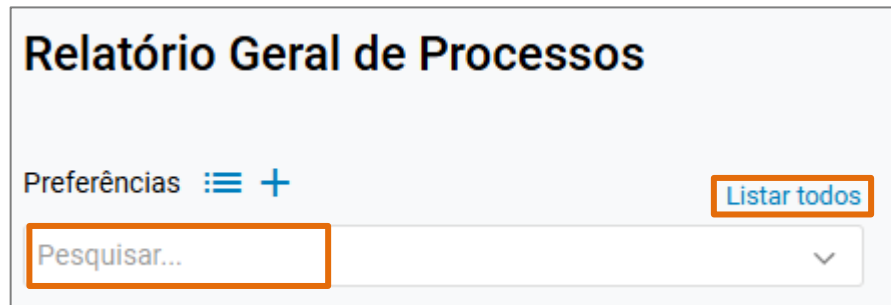 Relatório Geral de Processos
Preferências
Listar todos
Pesquisar...